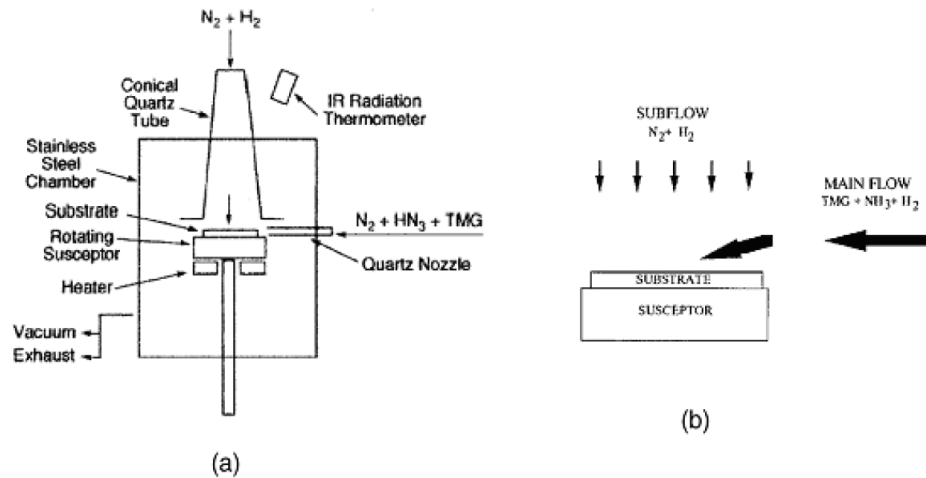 N2 + H2
Conical
Quartz
Tube
IR Radiation
Thermometer
Stainless
Steel
Chamber
Substrate
Rotating
Susceptor
Heater
N2 + HN3 + TMG
Quartz Nozzle
Vacuum
Exhaust
(a)
SUBFLOW
N2+ H2
MAIN FLOW
TMG + NH3+ H2
SUBSTRATE
SUSCEPTOR
(b)